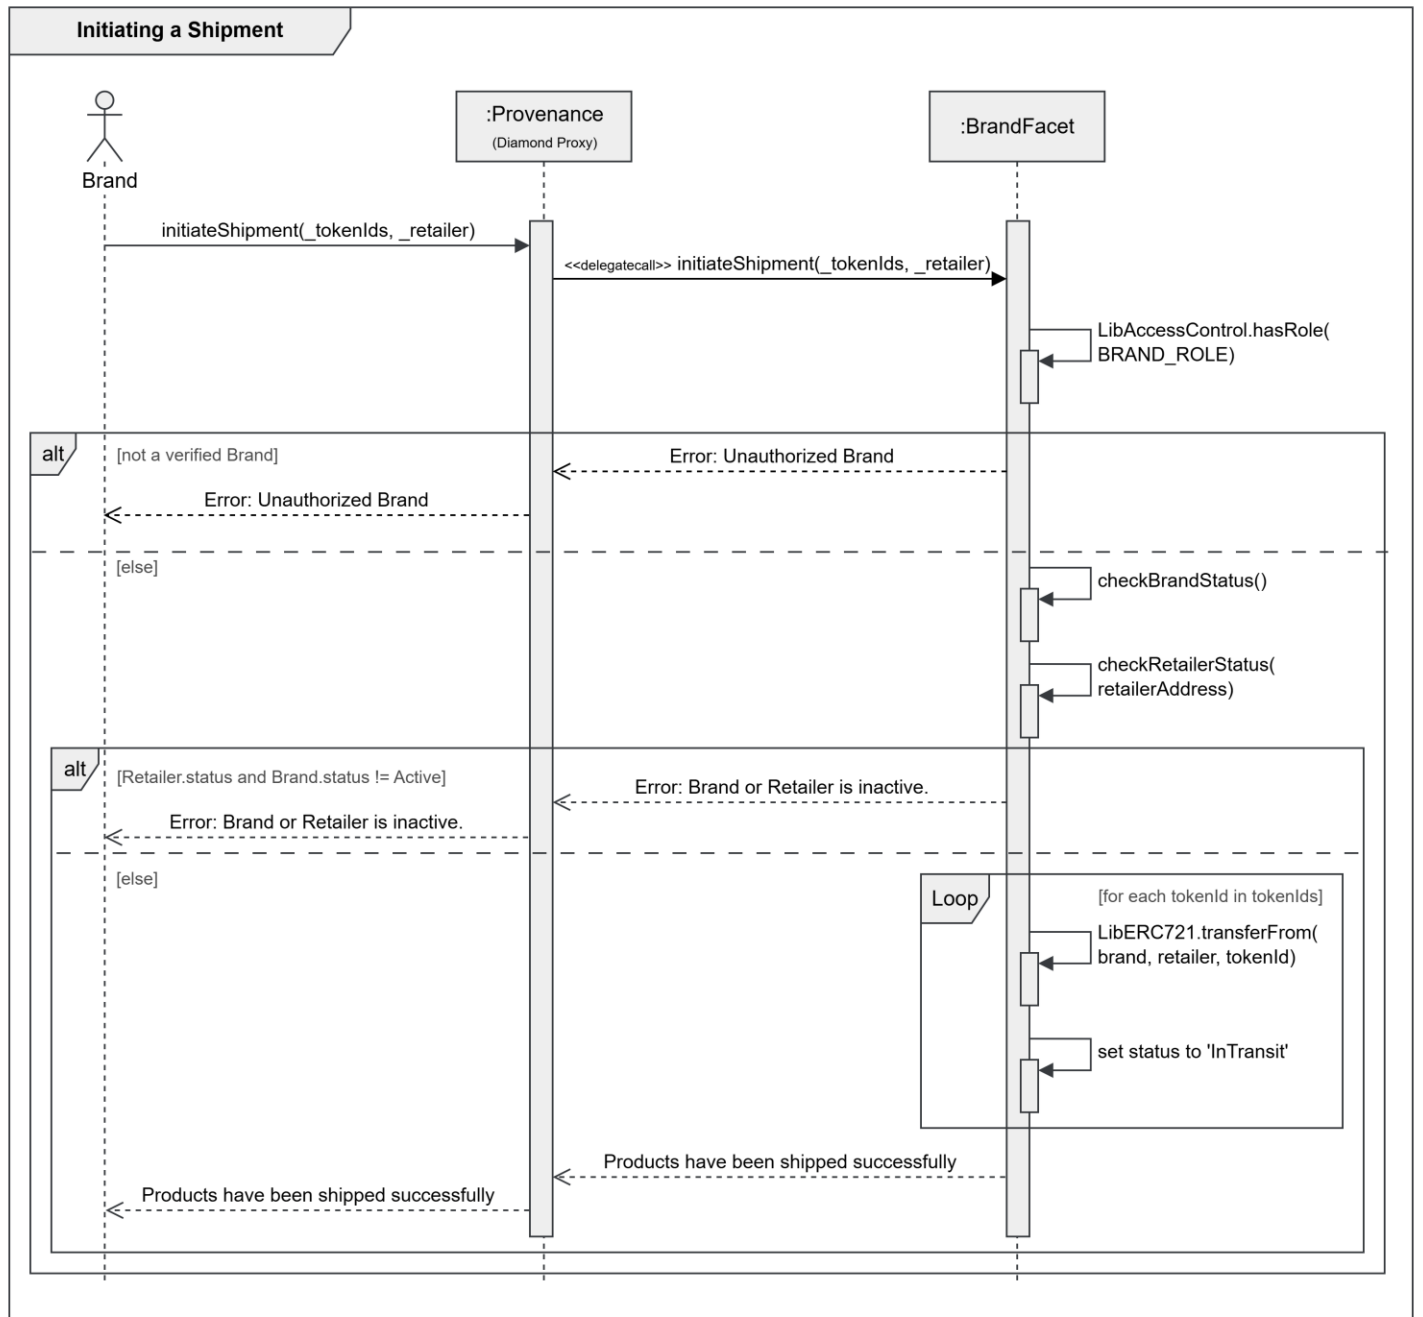 Initiating a Shipment
:Provenance
(Diamond Proxy)
:BrandFacet
Brand
initiateShipment(_tokenIds, _retailer)
<<delegatecall>> initiateShipment(_tokenIds, _retailer)
LibAccessControl.hasRole(
BRAND_ROLE)
alt
[not a verified Brand]
Error: Unauthorized Brand
Error: Unauthorized Brand
[else]
checkBrandStatus()
checkRetailerStatus(
retailerAddress)
alt
[Retailer.status and Brand.status != Active]
Error: Brand or Retailer is inactive.
Error: Brand or Retailer is inactive.
[else]
Loop
[for each tokenId in tokenIds]
LibERC721.transferFrom(
brand, retailer, tokenId)
set status to 'InTransit'
Products have been shipped successfully
Products have been shipped successfully